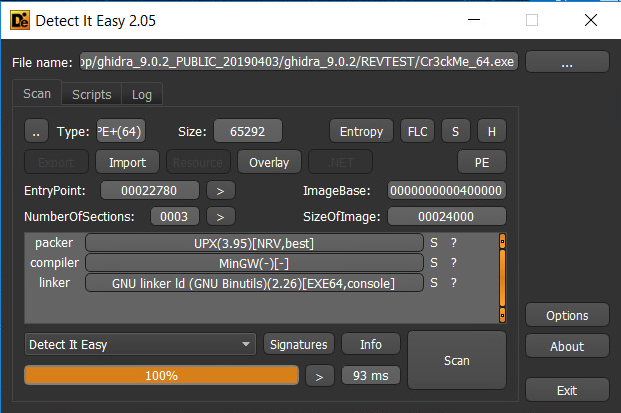 Detect It Easy 2.05
File name: op/ghidra_9.0.2_PUBLIC_20190403/ghidra_9.0.2/REVTEST/Cr3ckMe_64.exe ...
Scan Scripts Log
.. Type: PE+(64) Size: 65292 Entropy FLC S H
Export Import Resource Overlay .NET PE
EntryPoint: 00022780 > ImageBase: 0000000000400000
NumberOfSections: 0003 > SizeOfImage: 00024000
packer UPX(3.95)[NRV,best] S ?
compiler MinGW(-)[-] S ?
linker GNU linker ld (GNU Binutils)(2.26)[EXE64,console] S ?
Options
Detect It Easy Signatures Info Scan About
100% > 93 ms
Exit